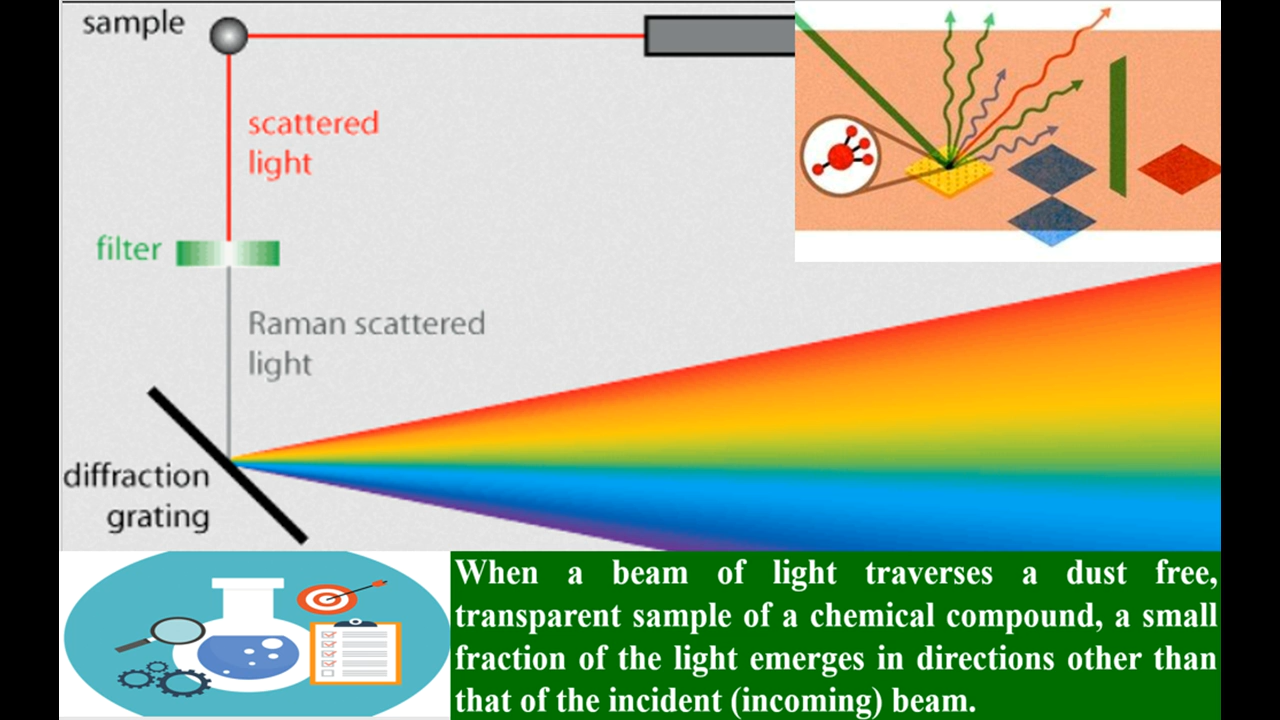 sample
scattered
light
filter
Raman scattered
light
diffraction
grating
When a beam of light traverses a dust free,
transparent sample of a chemical compound, a small
fraction of the light emerges in directions other than
that of the incident (incoming) beam.